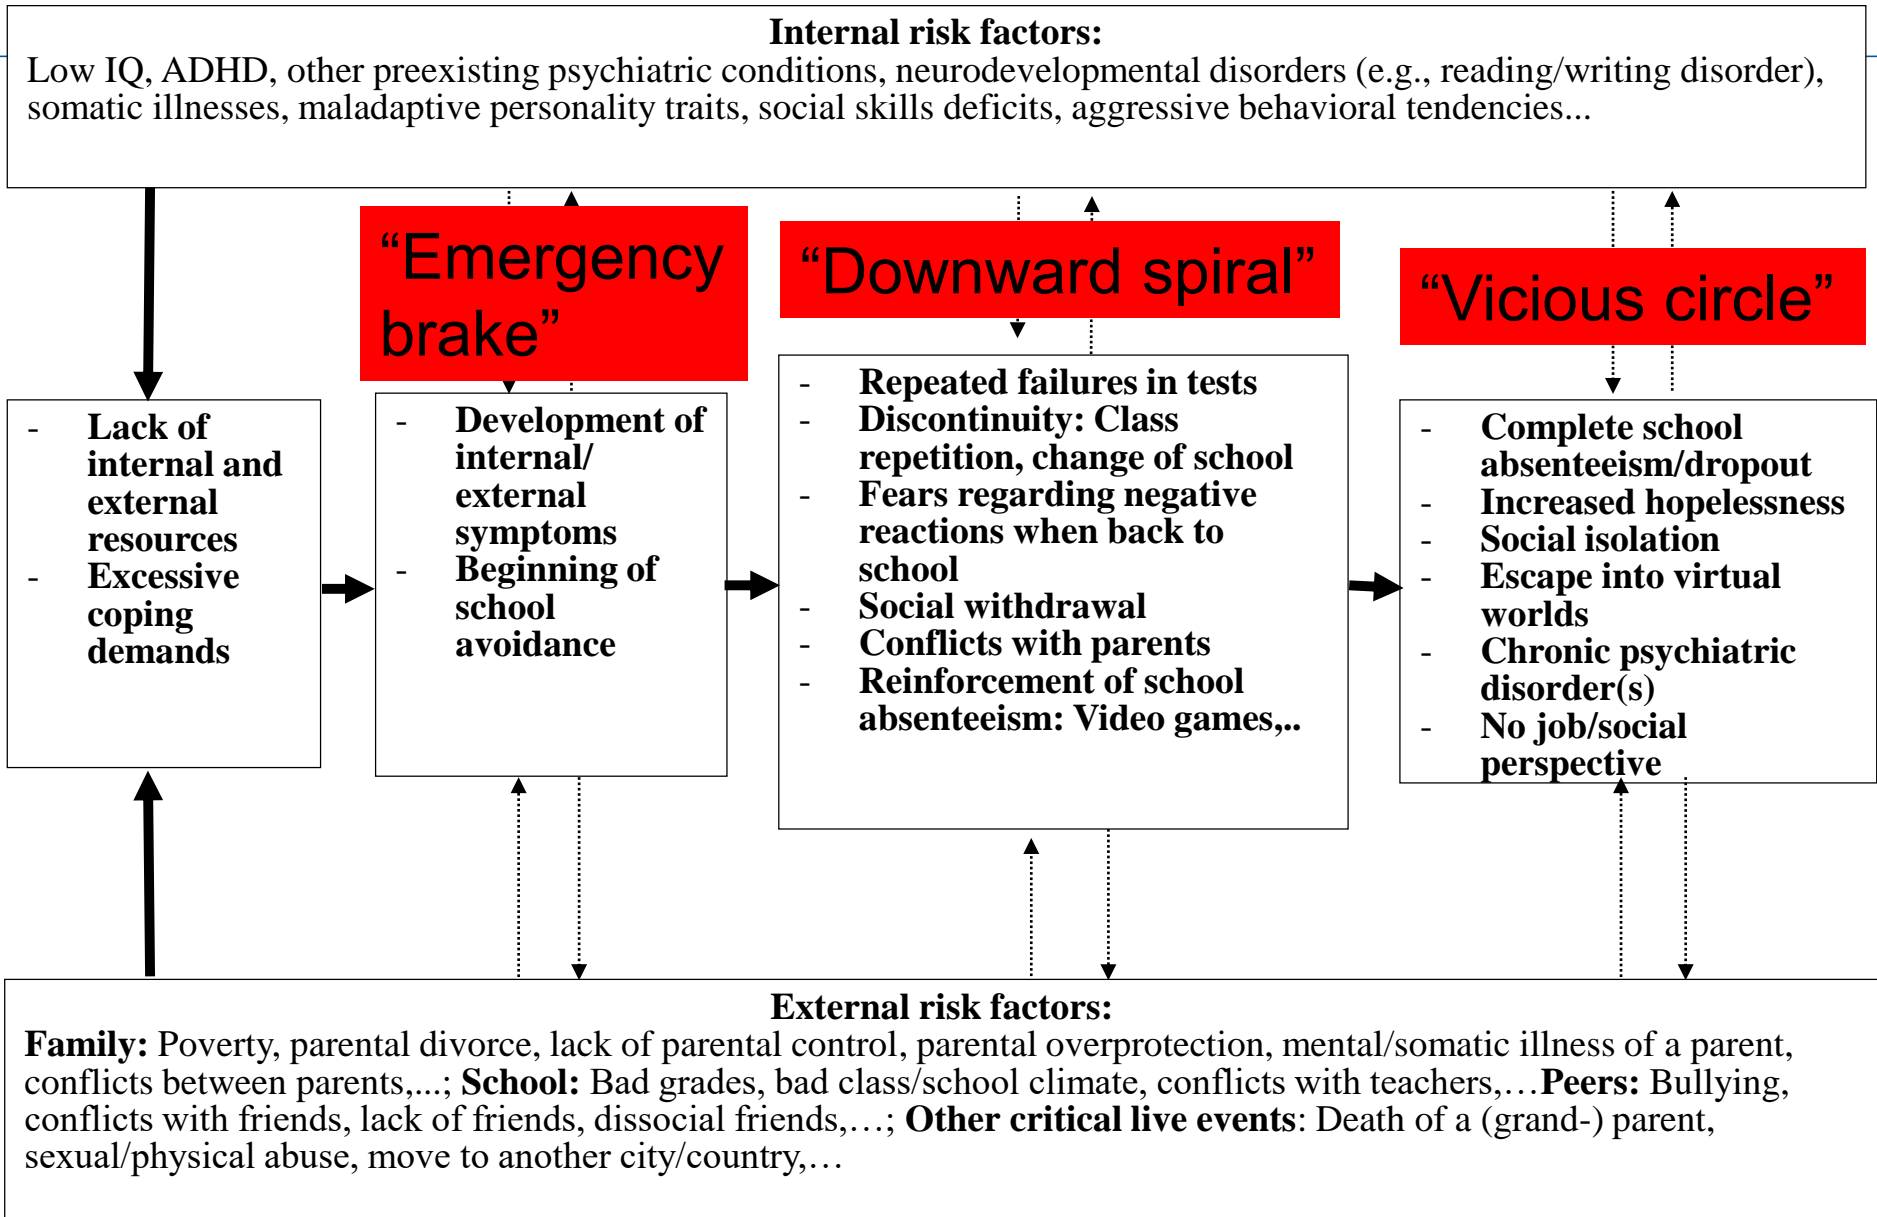 Internal risk factors:
Low IQ, ADHD, other preexisting psychiatric conditions, neurodevelopmental disorders (e.g., reading/writing disorder),
somatic illnesses, maladaptive personality traits, social skills deficits, aggressive behavioral tendencies...
“Emergency
brake”
“Downward spiral”
“Vicious circle”
- Lack of
internal and
external
resources
- Excessive
coping
demands
- Development of
internal/
external
symptoms
- Beginning of
school
avoidance
- Repeated failures in tests
- Discontinuity: Class
repetition, change of school
- Fears regarding negative
reactions when back to
school
- Social withdrawal
- Conflicts with parents
- Reinforcement of school
absenteeism: Video games,..
- Complete school
absenteeism/dropout
- Increased hopelessness
- Social isolation
- Escape into virtual
worlds
- Chronic psychiatric
disorder(s)
- No job/social
perspective
External risk factors:
Family: Poverty, parental divorce, lack of parental control, parental overprotection, mental/somatic illness of a parent,
conflicts between parents,...; School: Bad grades, bad class/school climate, conflicts with teachers,…Peers: Bullying,
conflicts with friends, lack of friends, dissocial friends,…; Other critical live events: Death of a (grand-) parent,
sexual/physical abuse, move to another city/country,…